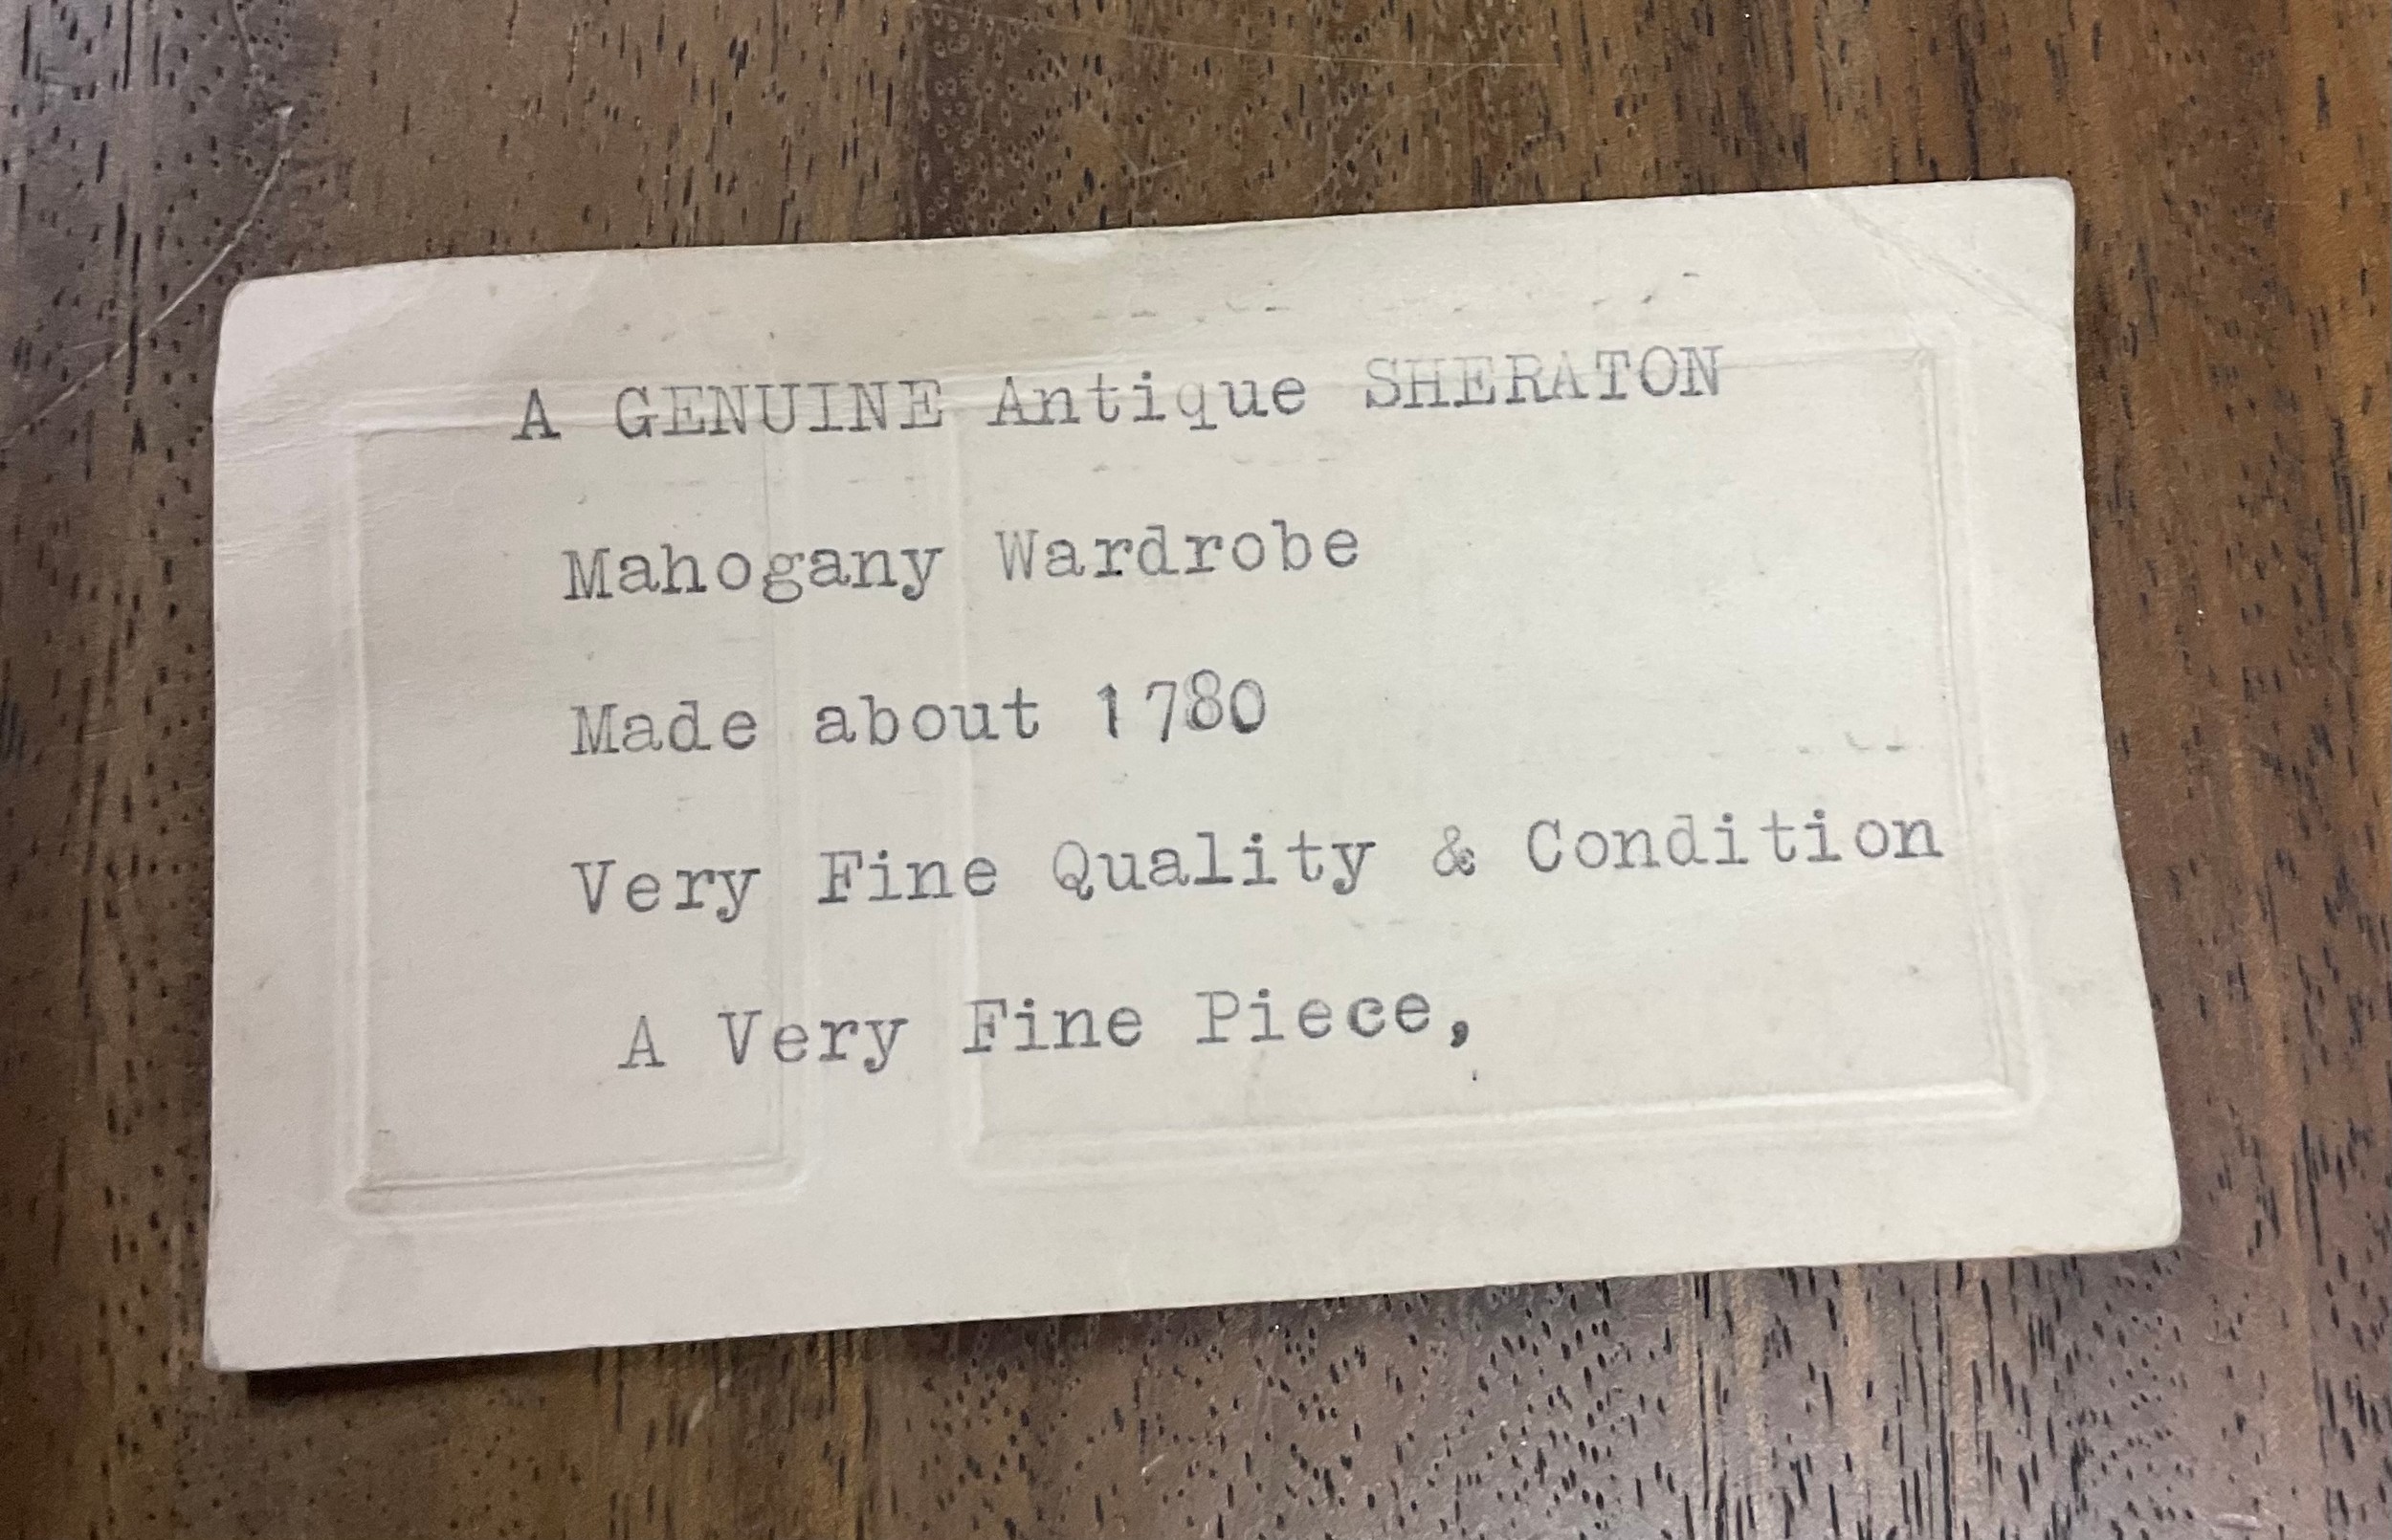 A GENUINE Antique SHERATON
Mahogany Wardrobe
Made about 1780
Very Fine Quality & Condition
A Very Fine Piece,